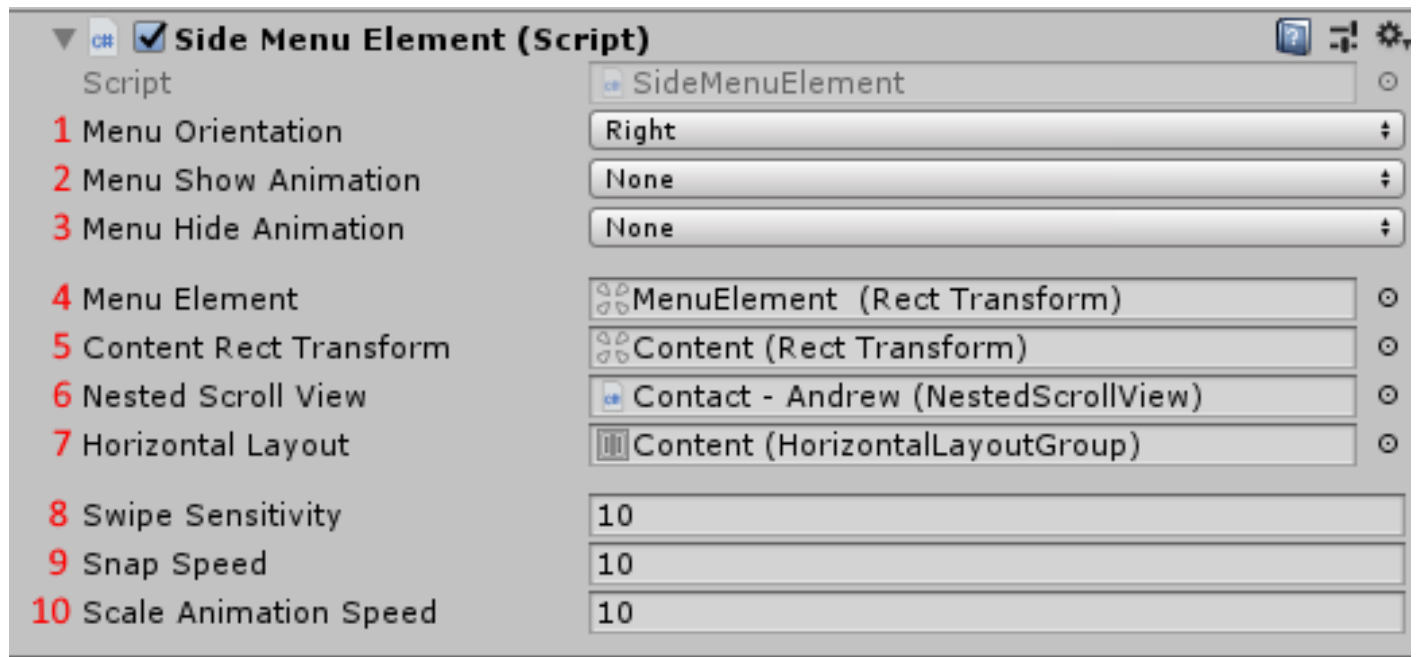 Side Menu Element (Script)
Script SideMenuElement
1 Menu Orientation Right
2 Menu Show Animation None
3 Menu Hide Animation None
4 Menu Element MenuElement (Rect Transform)
5 Content Rect Transform Content (Rect Transform)
6 Nested Scroll View Contact - Andrew (NestedScrollView)
7 Horizontal Layout Content (HorizontalLayoutGroup)
8 Swipe Sensitivity 10
9 Snap Speed 10
10 Scale Animation Speed 10